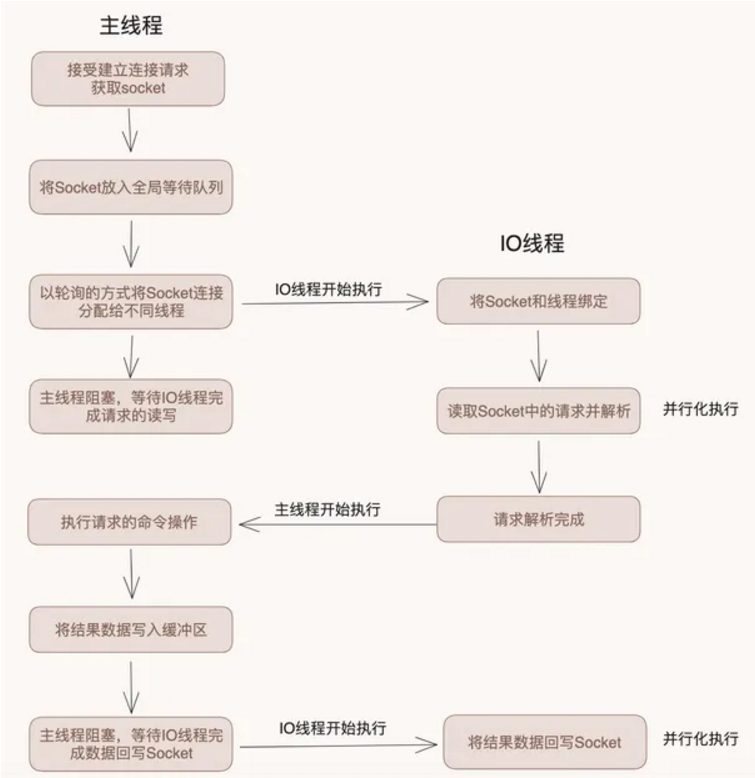 主线程
接受建立连接请求
获取socket
将Socket放入全局等待队列
IO线程
以轮询的方式将Socket连接
分配给不同线程
IO线程开始执行
将Socket和线程绑定
主线程阻塞，等待IO线程完
成请求的读写
读取Socket中的请求并解析
并行化执行
执行请求的命令操作
主线程开始执行
请求解析完成
将结果数据写入缓冲区
主线程阻塞，等待IO线程完
成数据回写Socket
IO线程开始执行
将结果数据回写Socket
并行化执行